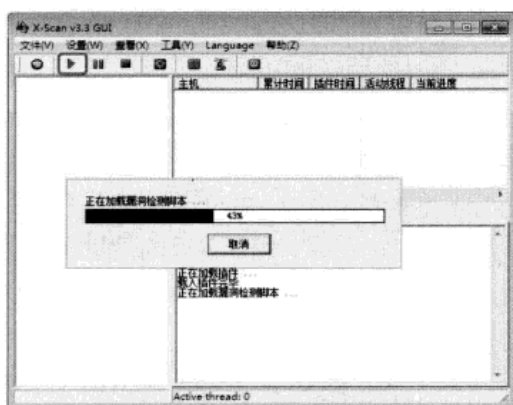 X-Scan v3.3 GUI
文件(V) 设置(W) 查看(X) 工具(Y) Language 帮助(Z)
主机 累计时间 插件时间 活动线程 当前进度
正在加载漏洞检测脚本 ...
43%
取消
正在加载插件 ...
载入插件完毕
正在加载漏洞检测脚本 ...
Active thread: 0